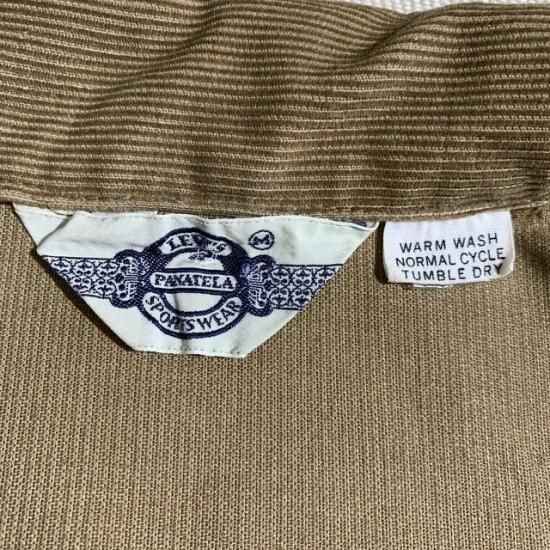 LEVI'S
M
PANATELA
SPORTSWEAR
WARM WASH
NORMAL CYCLE
TUMBLE DRY